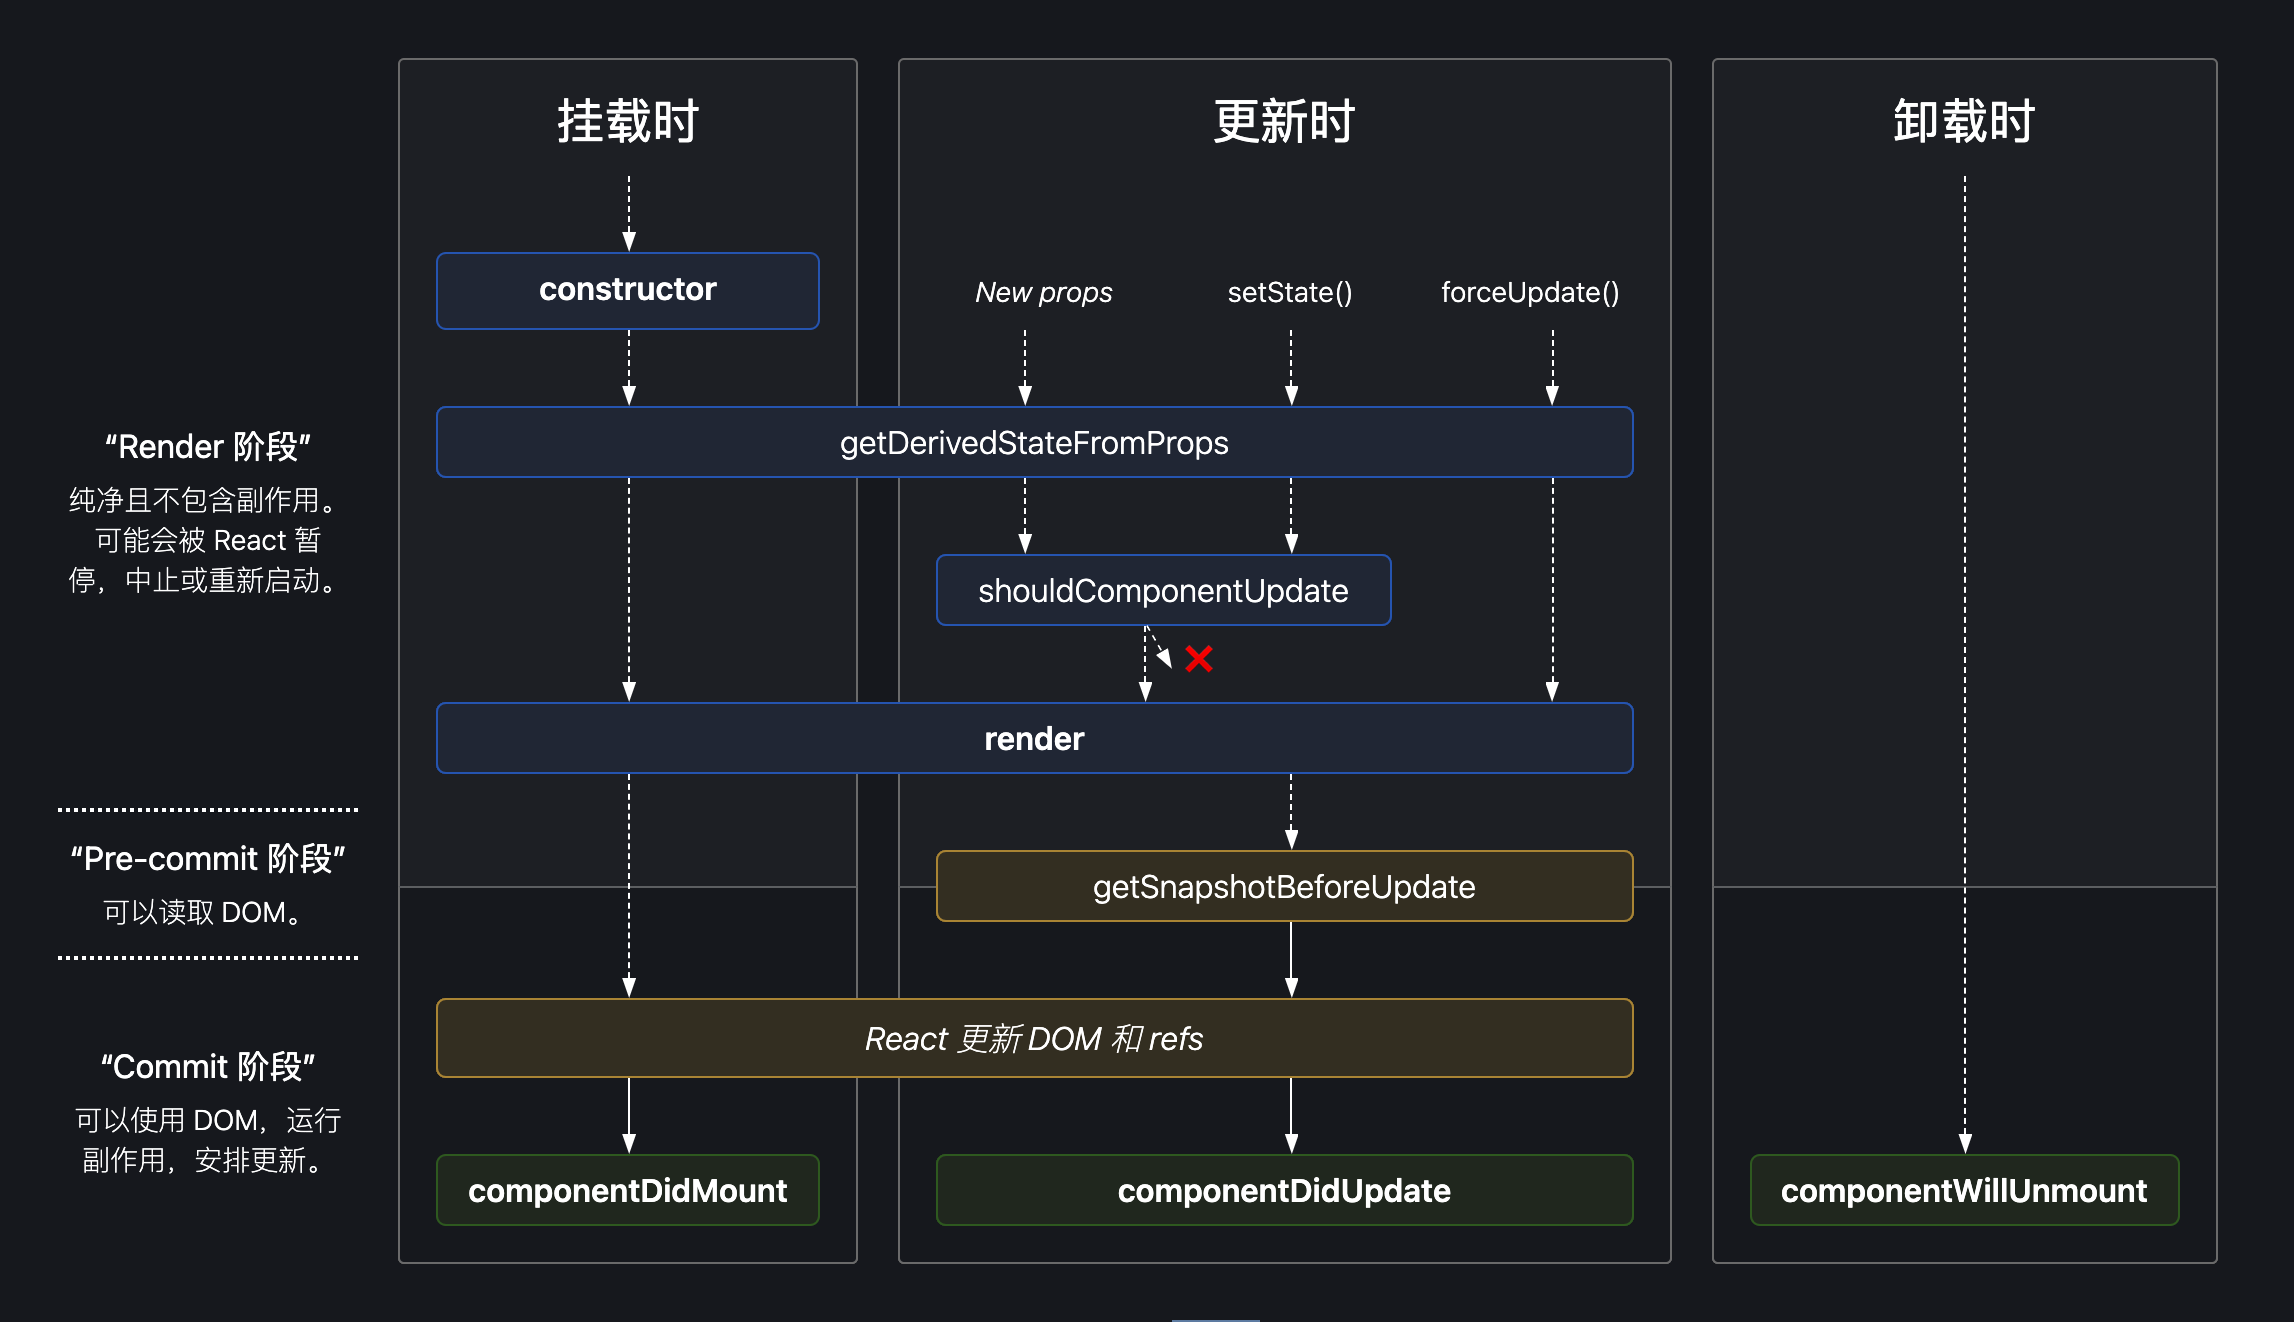 挂载时
更新时
卸载时
constructor
New props
setState()
forceUpdate()
getDerivedStateFromProps
“Render 阶段”
纯净且不包含副作用。
可能会被 React 暂
停，中止或重新启动。
shouldComponentUpdate
render
“Pre-commit 阶段”
可以读取 DOM。
getSnapshotBeforeUpdate
React 更新 DOM 和 refs
“Commit 阶段”
可以使用 DOM，运行
副作用，安排更新。
componentDidMount
componentDidUpdate
componentWillUnmount